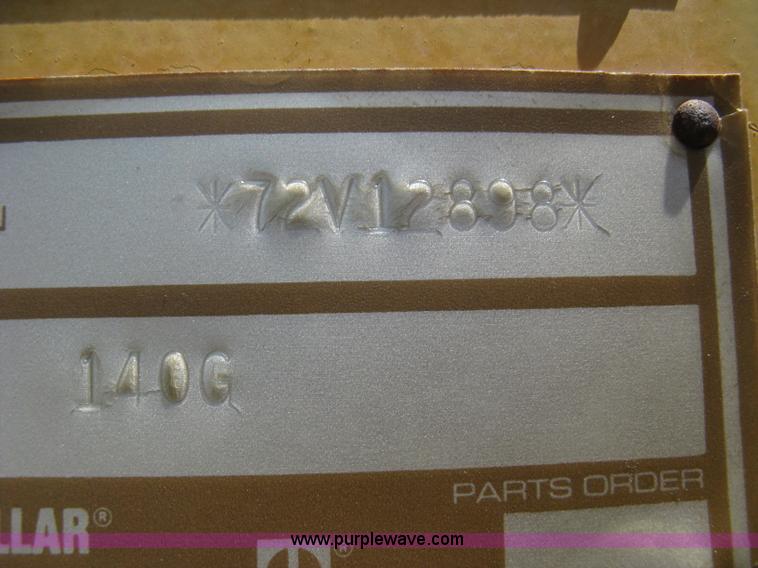 *72V12898*
140G
PARTS ORDER
LLAR®
®
www.purplewave.com